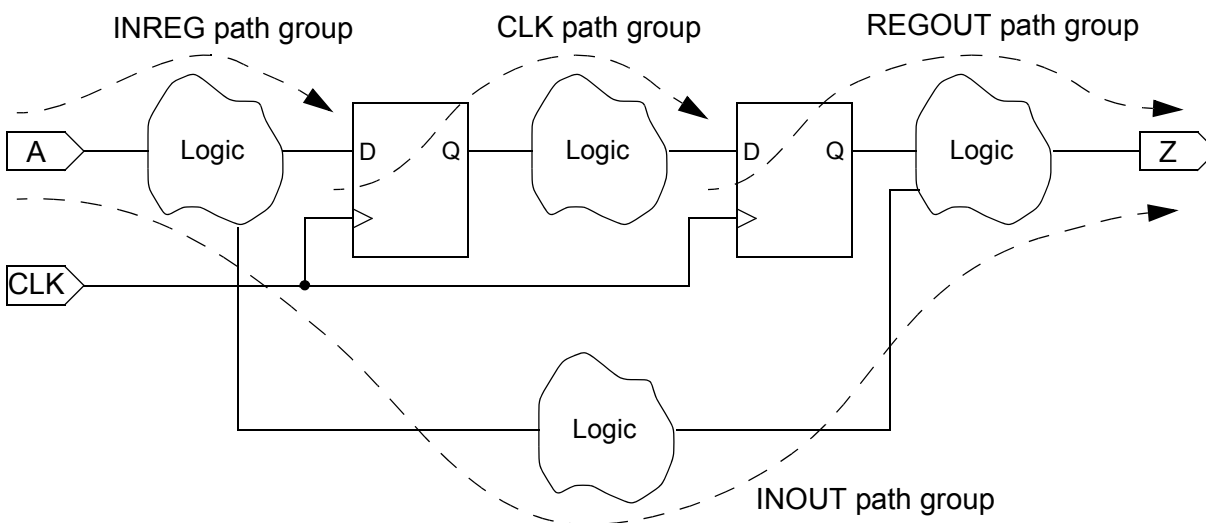 INREG path group
CLK path group
REGOUT path group
A
Logic
D
Q
Logic
D
Q
Logic
Z
CLK
Logic
INOUT path group